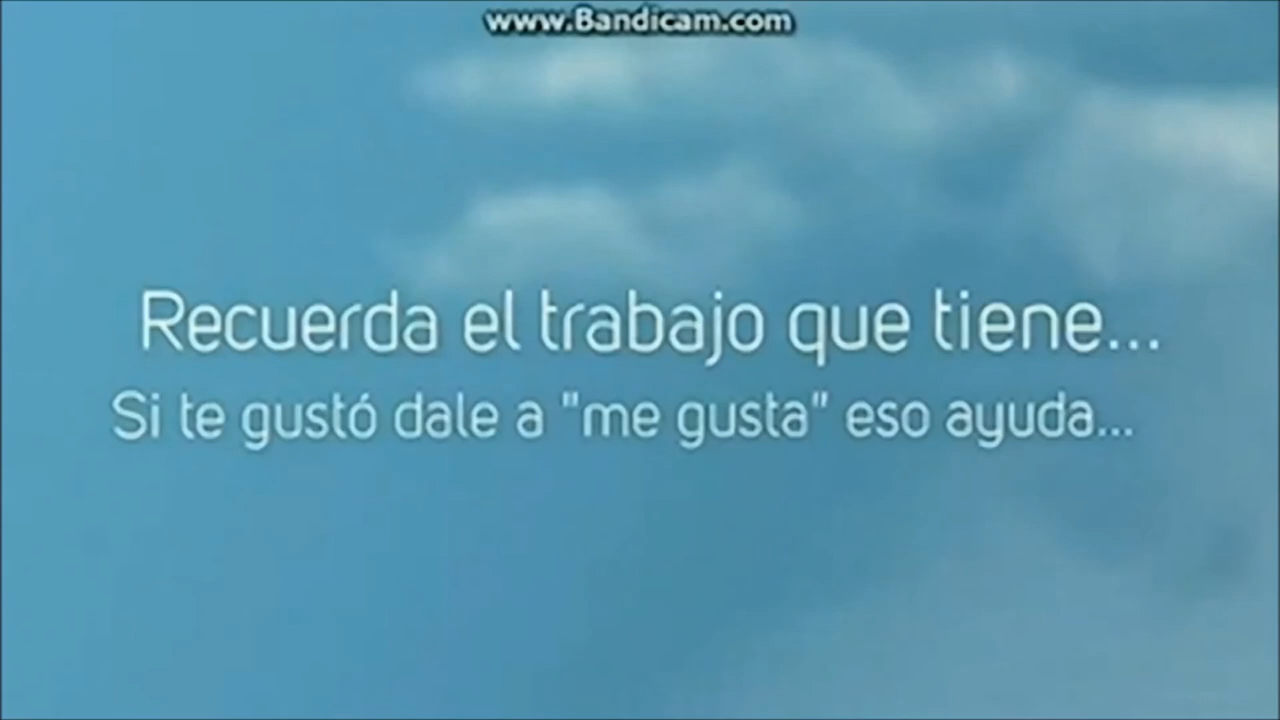 www.Bandicam.com
Recuerda el trabajo que tiene...
Si te gustó dale a "me gusta" eso ayuda...